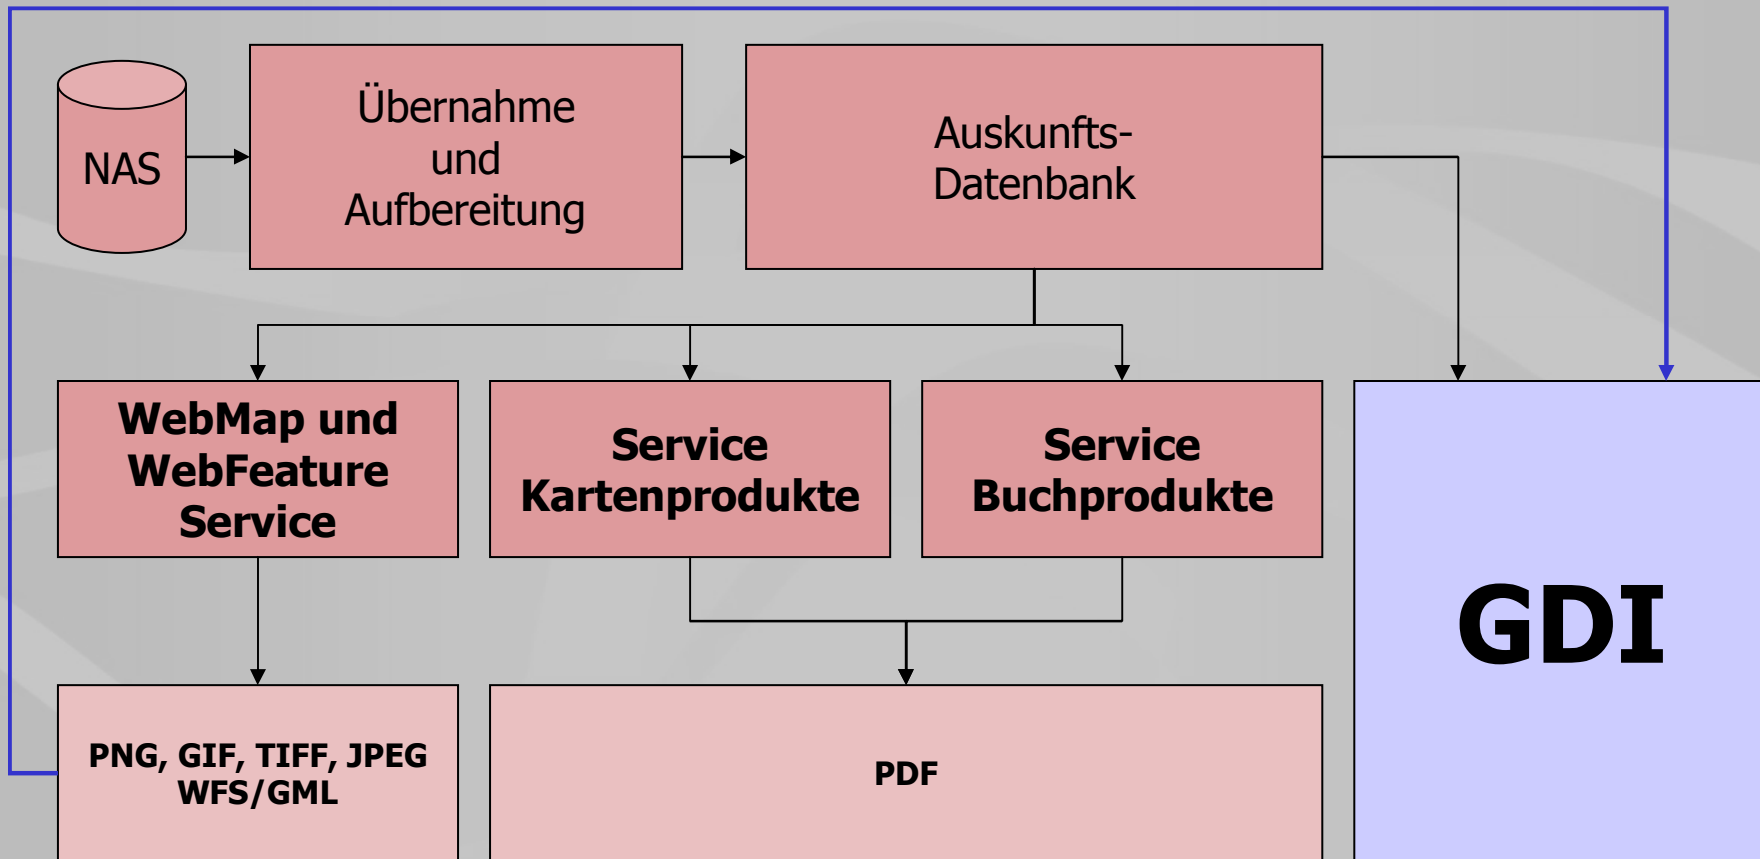 NAS
Übernahme
und
Aufbereitung
Auskunfts-
Datenbank
WebMap und
WebFeature
Service
Service
Kartenprodukte
Service
Buchprodukte
GDI
PNG, GIF, TIFF, JPEG
WFS/GML
PDF